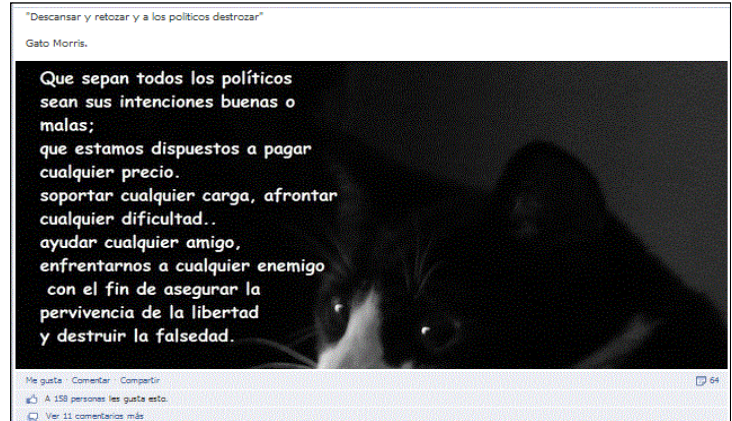 "Descansar y retozar y a los politicos destrozar"
Gato Morris.
Que sepan todos los políticos
sean sus intenciones buenas o
malas;
que estamos dispuestos a pagar
cualquier precio.
soportar cualquier carga, afrontar
cualquier dificultad..
ayudar cualquier amigo,
enfrentarnos a cualquier enemigo
con el fin de asegurar la
pervivencia de la libertad
y destruir la falsedad.
Me gusta · Comentar · Compartir 64
A 158 personas les gusta esto.
Ver 11 comentarios más